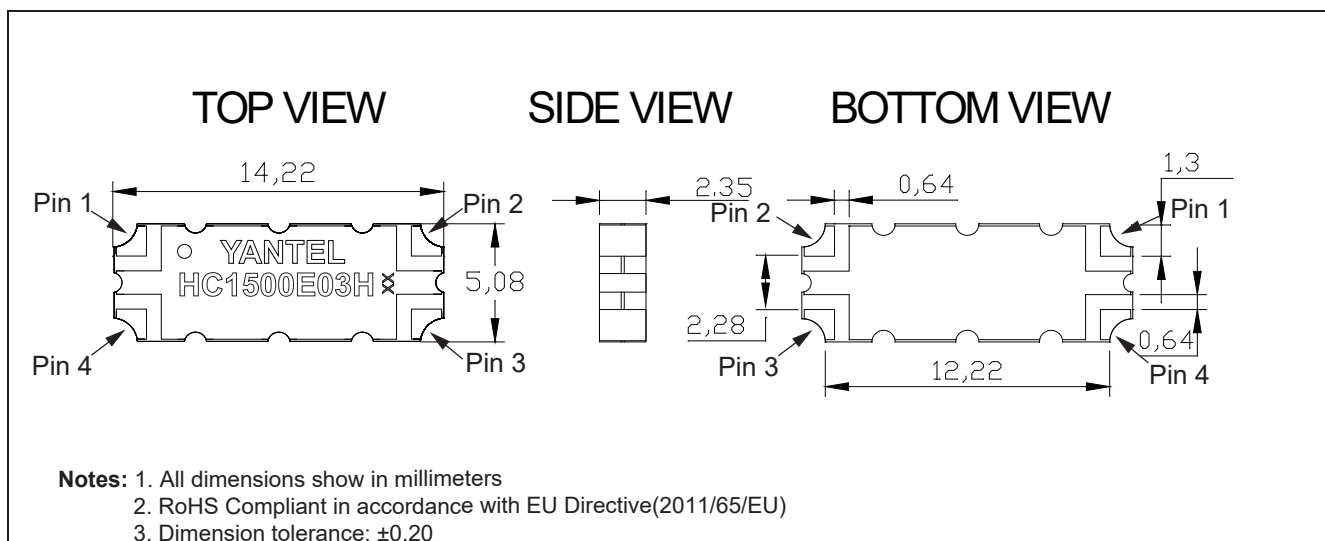 TOP VIEW
SIDE VIEW
BOTTOM VIEW
14,22
Pin 1
Pin 2
YANTEL
HC1500E03H XX
5,08
Pin 4
Pin 3
2.35
0,64
1,3
Pin 2
Pin 1
2,28
0,64
Pin 3
12,22
Pin 4
Notes: 1. All dimensions show in millimeters
2. RoHS Compliant in accordance with EU Directive(2011/65/EU)
3. Dimension tolerance: ±0.20